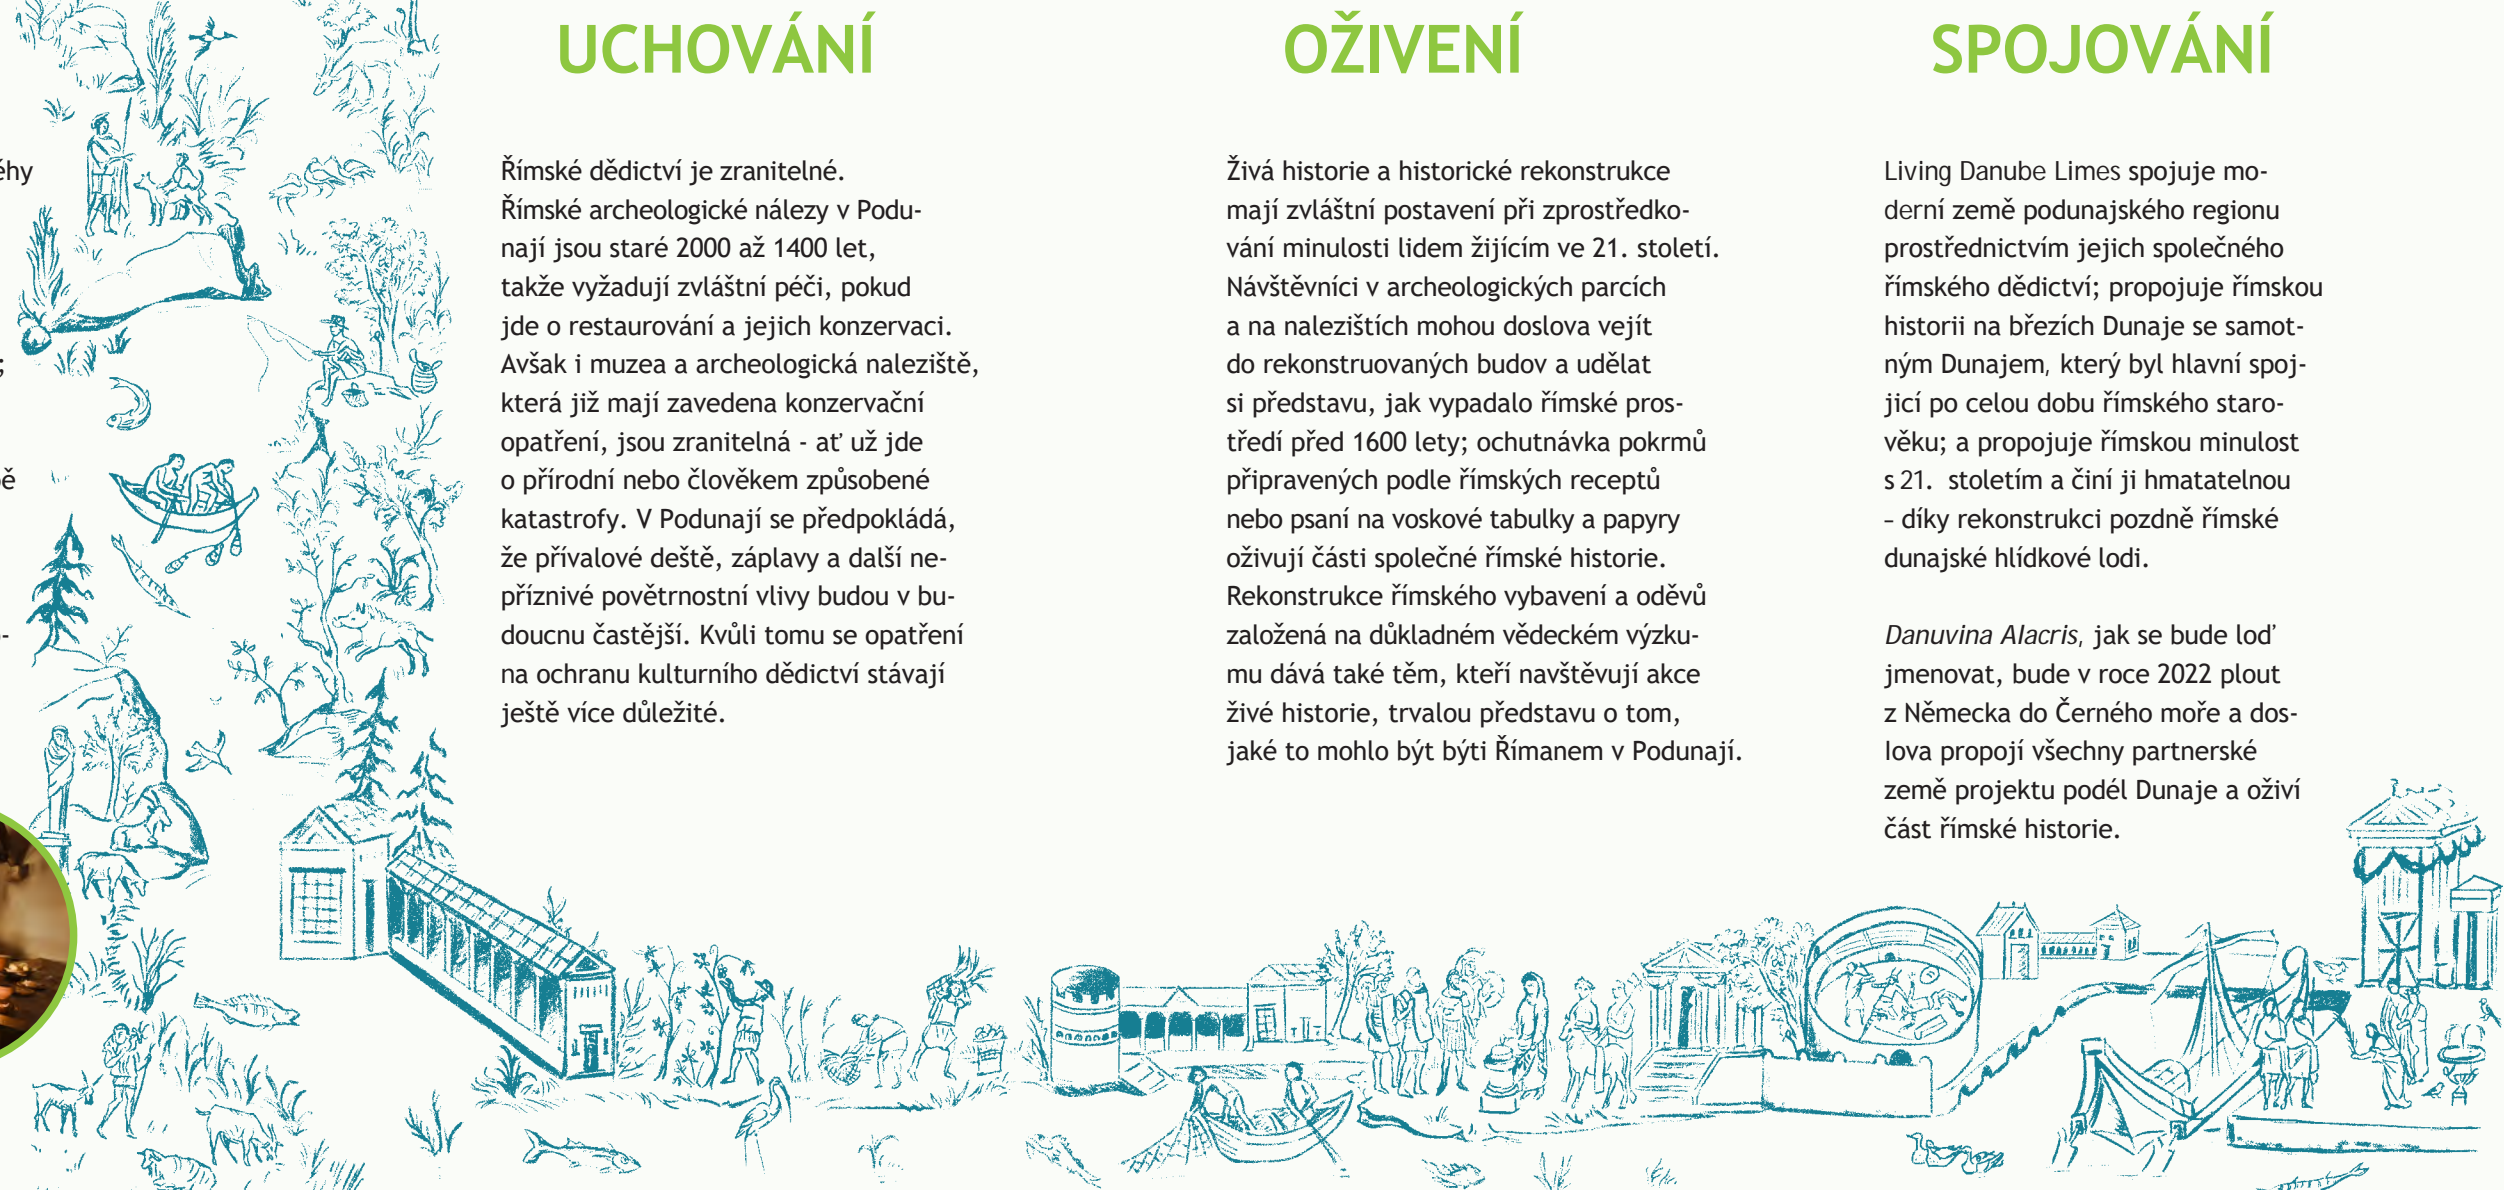 éhy
;
ě
-
UCHOVÁNÍ
Římské dědictví je zranitelné.
Římské archeologické nálezy v Podu-
nají jsou staré 2000 až 1400 let,
takže vyžadují zvláštní péči, pokud
jde o restaurování a jejich konzervaci.
Avšak i muzea a archeologická naleziště,
která již mají zavedena konzervační
opatření, jsou zranitelná - ať už jde
o přírodní nebo člověkem způsobené
katastrofy. V Podunají se předpokládá,
že přívalové deště, záplavy a další ne-
příznivé povětrnostní vlivy budou v bu-
doucnu častější. Kvůli tomu se opatření
na ochranu kulturního dědictví stávají
ještě více důležité.
OŽIVENÍ
Živá historie a historické rekonstrukce
mají zvláštní postavení při zprostředko-
vání minulosti lidem žijícím ve 21. století.
Návštěvníci v archeologických parcích
a na nalezištích mohou doslova vejít
do rekonstruovaných budov a udělat
si představu, jak vypadalo římské pros-
tředí před 1600 lety; ochutnávka pokrmů
připravených podle římských receptů
nebo psaní na voskové tabulky a papyry
oživují části společné římské historie.
Rekonstrukce římského vybavení a oděvů
založená na důkladném vědeckém výzku-
mu dává také těm, kteří navštěvují akce
živé historie, trvalou představu o tom,
jaké to mohlo být býti Římanem v Podunají.
SPOJOVÁNÍ
Living Danube Limes spojuje mo-
derní země podunajského regionu
prostřednictvím jejich společného
římského dědictví; propojuje římskou
historii na březích Dunaje se samot-
ným Dunajem, který byl hlavní spoj-
jicí po celou dobu římského staro-
věku; a propojuje římskou minulost
s 21. stoletím a činí ji hmatatelnou
– díky rekonstrukci pozdně římské
dunajské hlídkové lodi.
Danuvina Alacris, jak se bude loď
jmenovat, bude v roce 2022 plout
z Německa do Černého moře a dos-
lova propojí všechny partnerské
země projektu podél Dunaje a oživí
část římské historie.